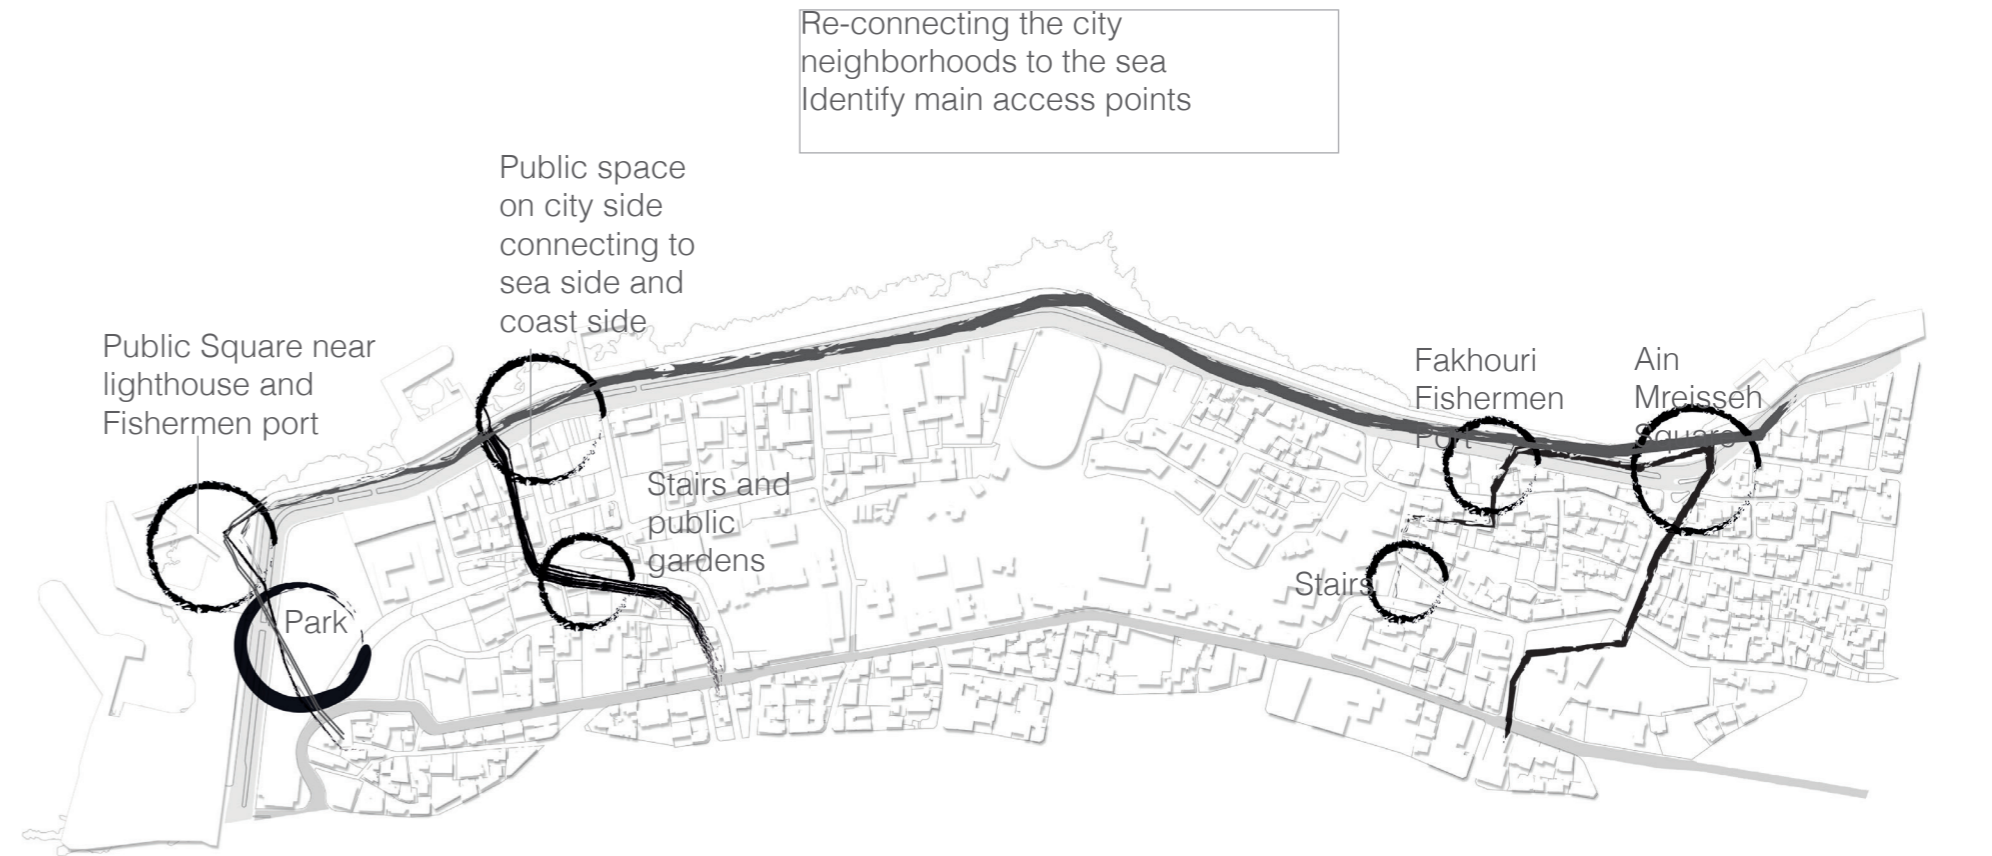 Re-connecting the city
neighborhoods to the sea
Identify main access points
Public space
on city side
connecting to
sea side and
coast side
Public Square near
lighthouse and
Fishermen port
Fakhouri
Fishermen
Ain
Mreisseh
Square
Stairs and
public
gardens
Stairs
Park